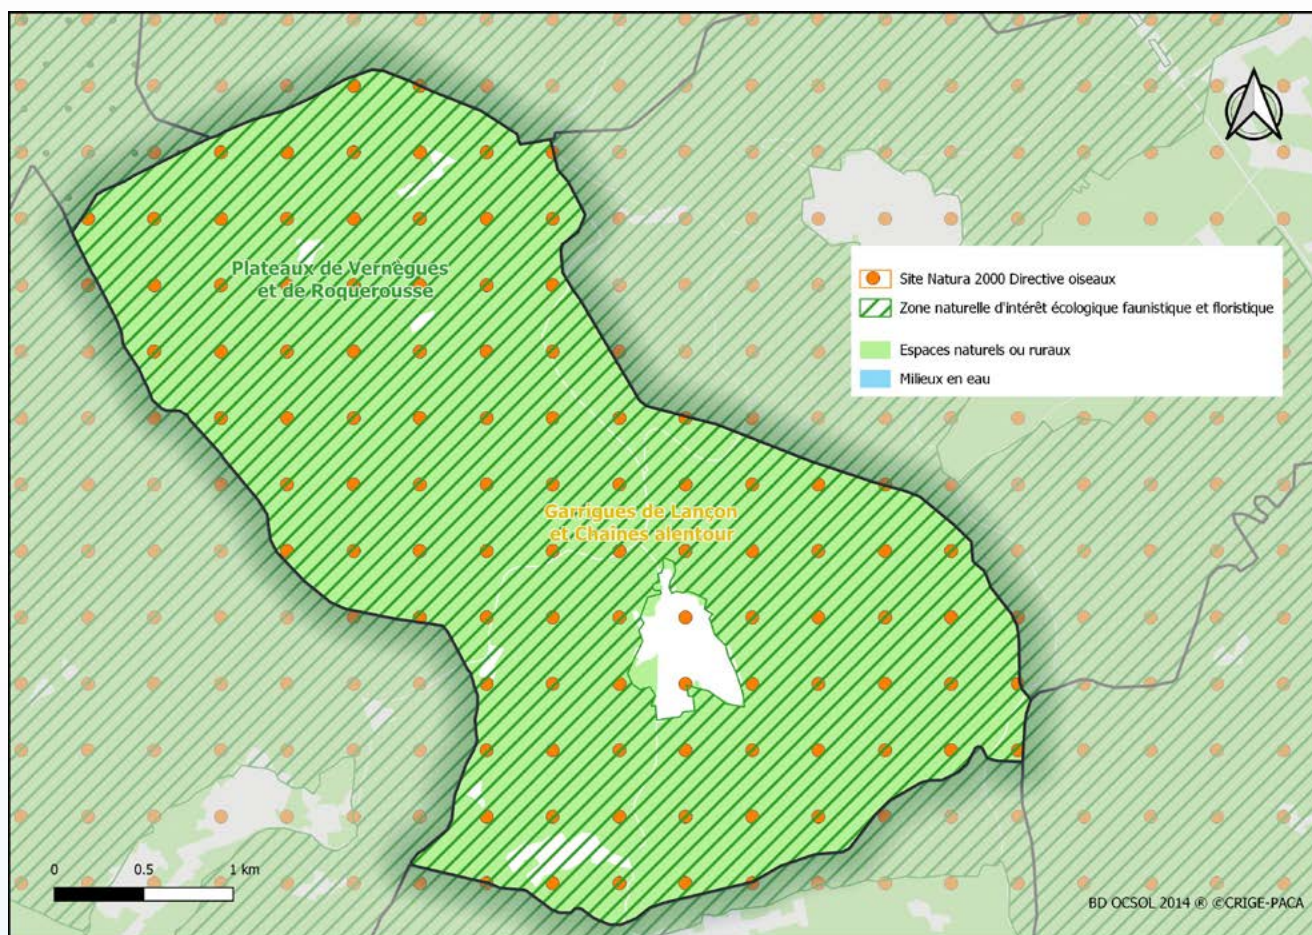 Plateaux de Vernègues
et de Roquerousse
Site Natura 2000 Directive oiseaux
Zone naturelle d'intérêt écologique faunistique et floristique
Espaces naturels ou ruraux
Milieux en eau
Garrigues de Lançon
et Chaines alentour
0 0.5 1 km
BD OCSOL 2014 ® ©CRIGE-PACA